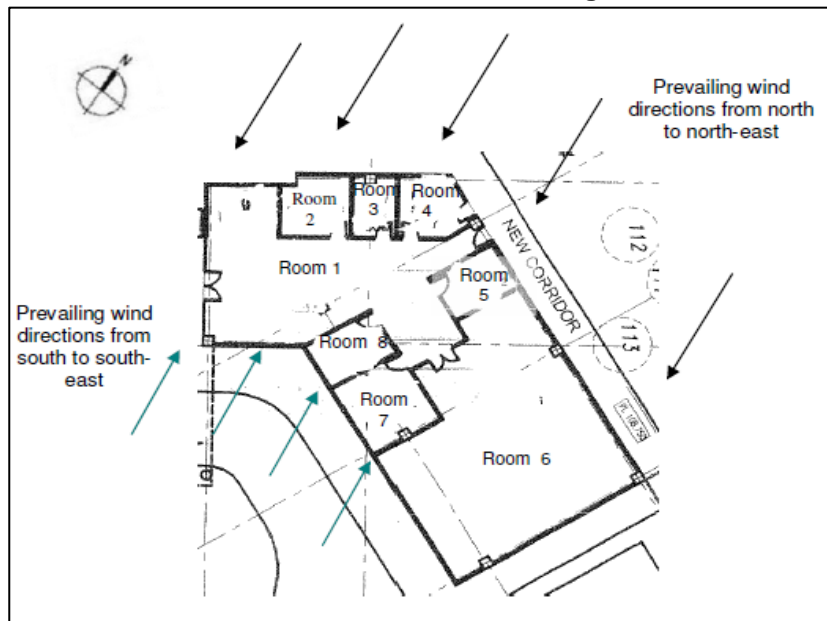 N
Prevailing wind
directions from north
to north-east
Room
2
Room
3
Room
4
NEW CORRIDOR
112
Room 1
Room
5
113
Prevailing wind
directions from
south to south-
east
Room 8
Room
7
Room 6